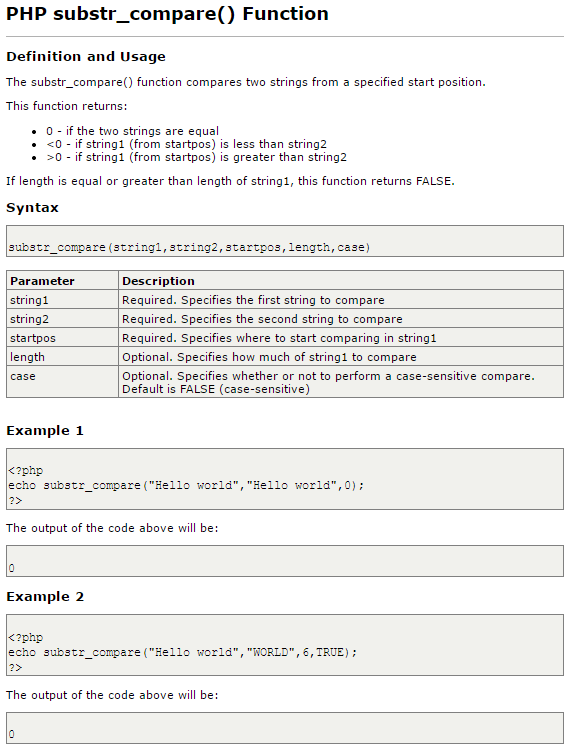 PHP substr_compare() Function
Definition and Usage
The substr_compare() function compares two strings from a specified start position.
This function returns:
• 0 - if the two strings are equal
• <0 - if string1 (from startpos) is less than string2
• >0 - if string1 (from startpos) is greater than string2
If length is equal or greater than length of string1, this function returns FALSE.
Syntax
substr_compare(string1,string2,startpos,length,case)
Parameter Description
string1 Required. Specifies the first string to compare
string2 Required. Specifies the second string to compare
startpos Required. Specifies where to start comparing in string1
length Optional. Specifies how much of string1 to compare
case Optional. Specifies whether or not to perform a case-sensitive compare.
Default is FALSE (case-sensitive)
Example 1
<?php
echo substr_compare("Hello world","Hello world",0);
?>
The output of the code above will be:
0
Example 2
<?php
echo substr_compare("Hello world","WORLD",6,TRUE);
?>
The output of the code above will be:
0